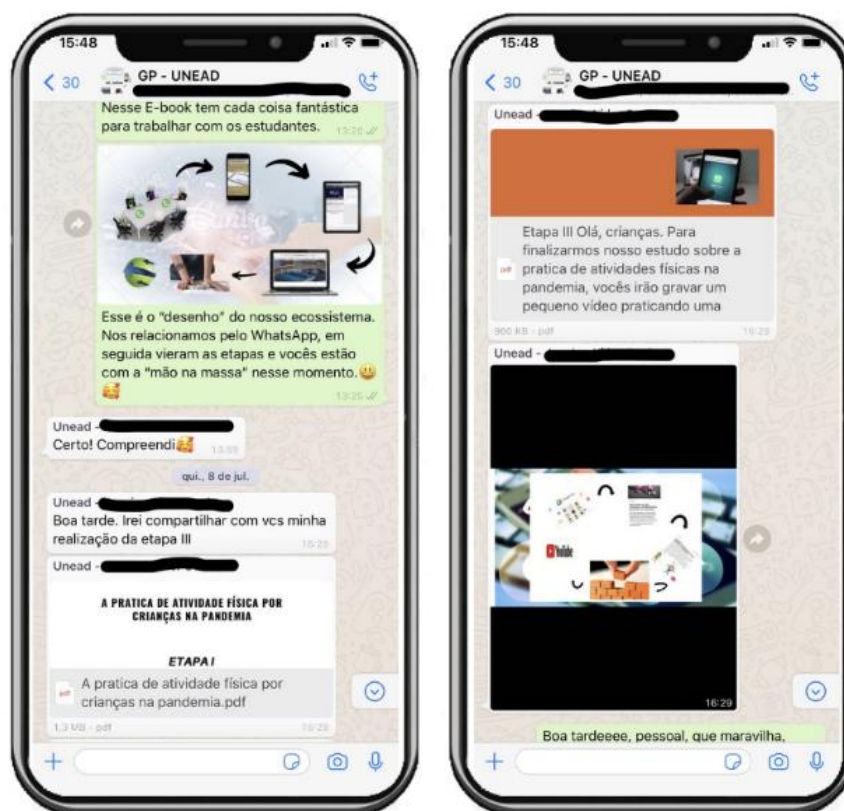 15:48
30
GP - UNEAD
Nesse E-book tem cada coisa fantástica
para trabalhar com os estudantes.
Esse é o "desenho" do nosso ecossistema.
Nos relacionamos pelo WhatsApp, em
seguida vieram as etapas e vocês estão
com a "mão na massa" nesse momento.😃
🥰
Unead -
Certo! Compreendi🥰
qui., 8 de jul.
Unead -
Boa tarde. Irei compartilhar com vcs minha
realização da etapa III
Unead -
A PRATICA DE ATIVIDADE FÍSICA POR
CRIANÇAS NA PANDEMIA
ETAPA I
pdf
A pratica de atividade física por
crianças na pandemia.pdf
1,3 MB - pdf
15:48
30
GP - UNEAD
Unead -
Etapa III Olá, crianças. Para
finalizarmos nosso estudo sobre a
pratica de atividades físicas na
pandemia, vocês irão gravar um
pequeno vídeo praticando uma
pdf
900 KB - pdf 16:29
Unead -
YouTube
16:29
Boa tardeeee, pessoal, que maravilha,